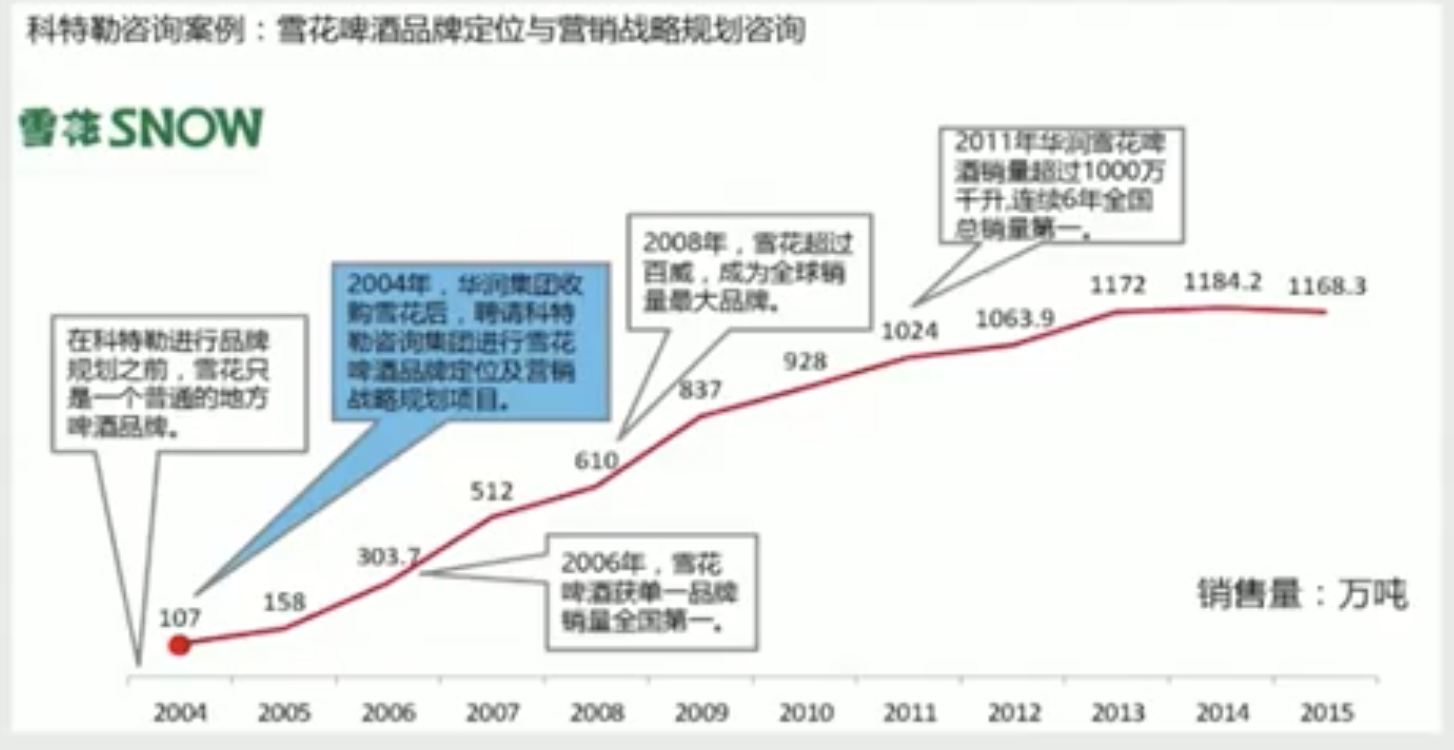 科特勒咨询案例：雪花啤酒品牌定位与营销战略规划咨询
雪花SNOW
2011年华润雪花啤
酒销量超过1000万
千升,连续6年全国
总销量第一。
2008年，雪花超过
百威，成为全球销
量最大品牌。
2004年，华润集团收
购雪花后，聘请科特
勒咨询集团进行雪花
啤酒品牌定位及营销
战略规划项目。
在科特勒进行品牌
规划之前，雪花只
是一个普通的地方
啤酒品牌。
2006年，雪花
啤酒获单一品牌
销量全国第一。
107
158
303.7
512
610
837
928
1024
1063.9
1172
1184.2
1168.3
销售量：万吨
2004 2005 2006 2007 2008 2009 2010 2011 2012 2013 2014 2015